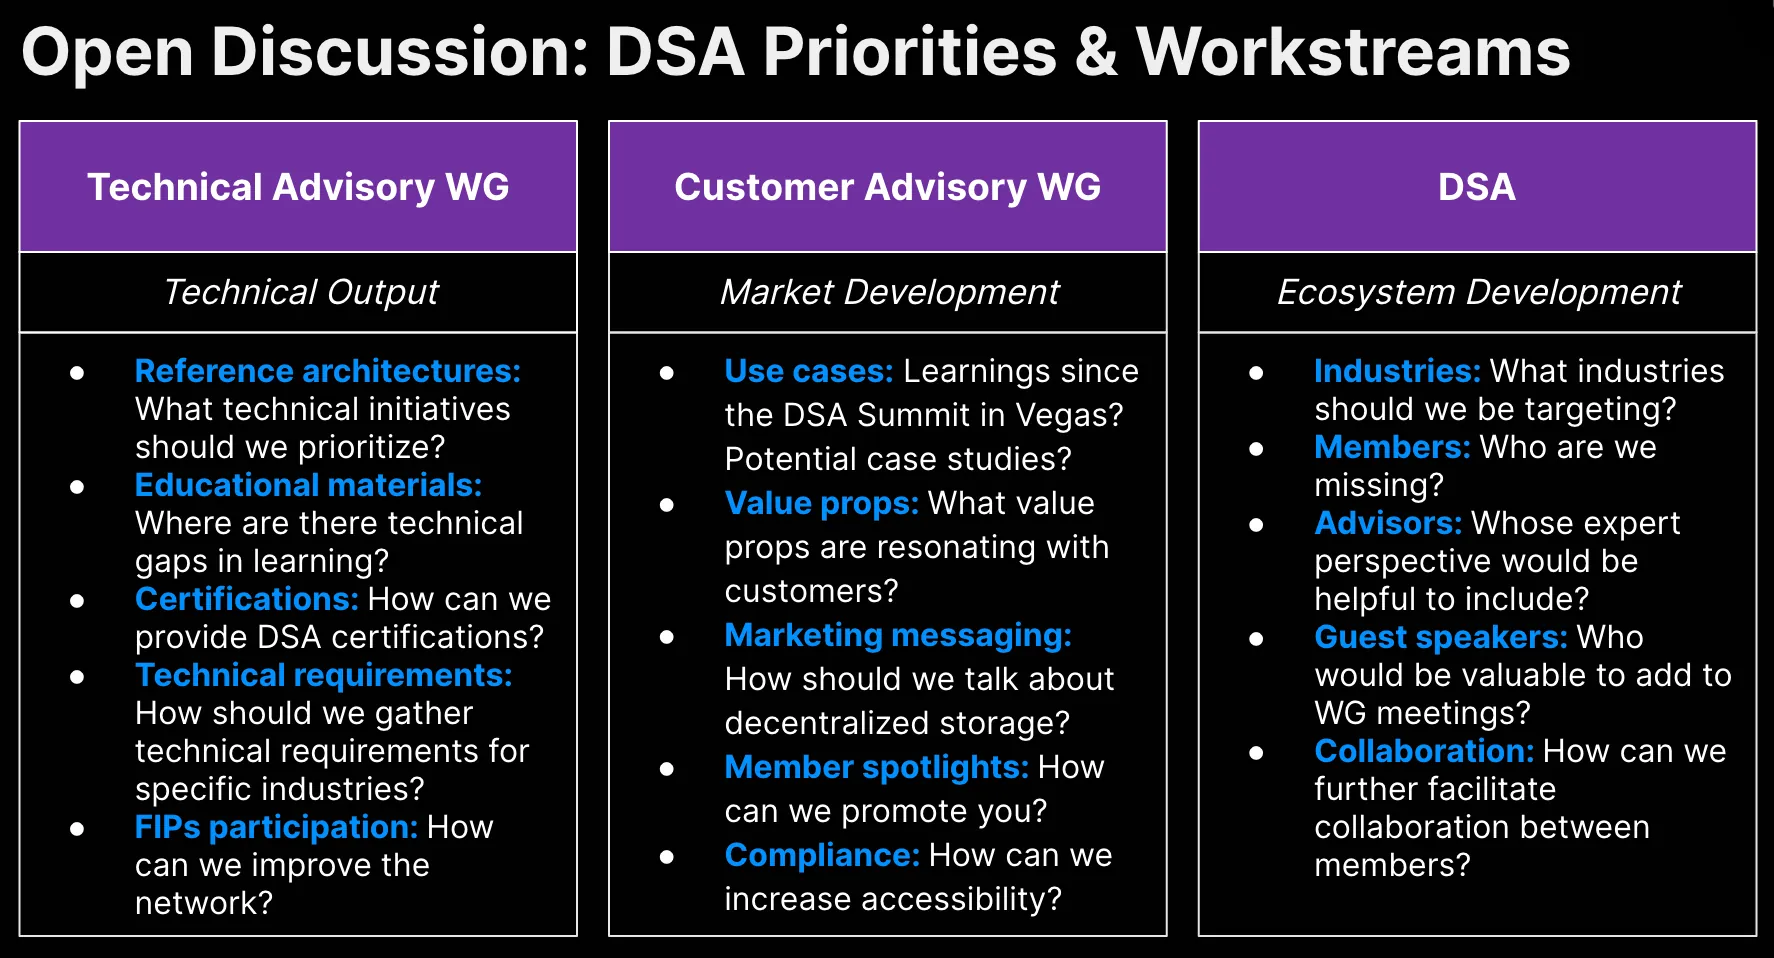 Open Discussion: DSA Priorities & Workstreams
Technical Advisory WG
Technical Output
● Reference architectures:
What technical initiatives
should we prioritize?
● Educational materials:
Where are there technical
gaps in learning?
● Certifications: How can we
provide DSA certifications?
● Technical requirements:
How should we gather
technical requirements for
specific industries?
● FIPs participation: How
can we improve the
network?
Customer Advisory WG
Market Development
● Use cases: Learnings since
the DSA Summit in Vegas?
Potential case studies?
● Value props: What value
props are resonating with
customers?
● Marketing messaging:
How should we talk about
decentralized storage?
● Member spotlights: How
can we promote you?
● Compliance: How can we
increase accessibility?
DSA
Ecosystem Development
● Industries: What industries
should we be targeting?
● Members: Who are we
missing?
● Advisors: Whose expert
perspective would be
helpful to include?
● Guest speakers: Who
would be valuable to add to
WG meetings?
● Collaboration: How can we
further facilitate
collaboration between
members?